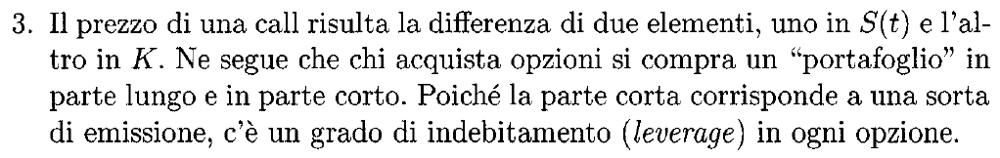 3. Il prezzo di una call risulta la differenza di due elementi, uno in S(t) e l'al-
tro in K. Ne segue che chi acquista opzioni si compra un “portafoglio” in
parte lungo e in parte corto. Poiché la parte corta corrisponde a una sorta
di emissione, c'è un grado di indebitamento (leverage) in ogni opzione.